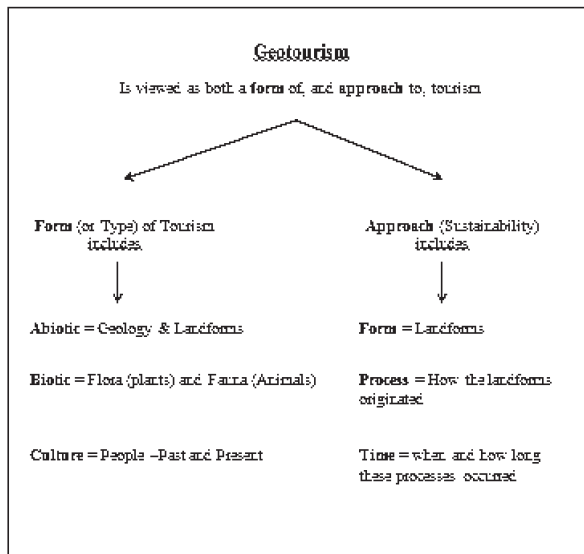 Geotourism
Is viewed as both a form of, and approach to, tourism
Form (or Type) of Tourism
includes
Abiotic = Geology & Landforms
Biotic = Flora (plants) and Fauna (Animals)
Culture = People –Past and Present
Approach (Sustainability)
includes
Form = Landforms
Process = How the landforms
originated
Time = when and how long
these processes occurred